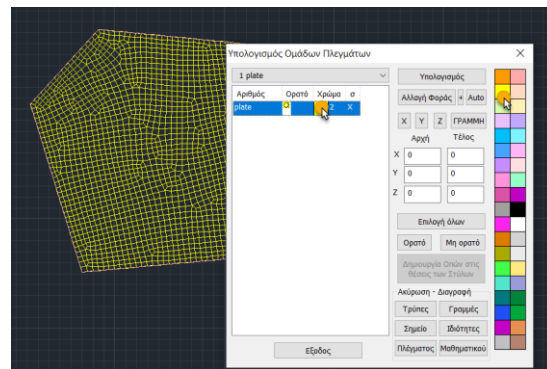 Υπολογισμός Ομάδων Πλεγμάτων
1 plate
Υπολογισμός
Αριθμός Ορατό Χρώμα σ
plate 2 X
Αλλαγή Φοράς + Auto
X Y Z ΓΡΑΜΜΗ
Αρχή Τέλος
X 0 0
Y 0 0
Z 0 0
Επιλογή όλων
Ορατό Μη ορατό
Δημιουργία Οπών στις
θέσεις των Στύλων
Ακύρωση - Διαγραφή
Τρύπες Γραμμές
Σημείο Ιδιότητες
Πλέγματος Μαθηματικού
Εξοδος